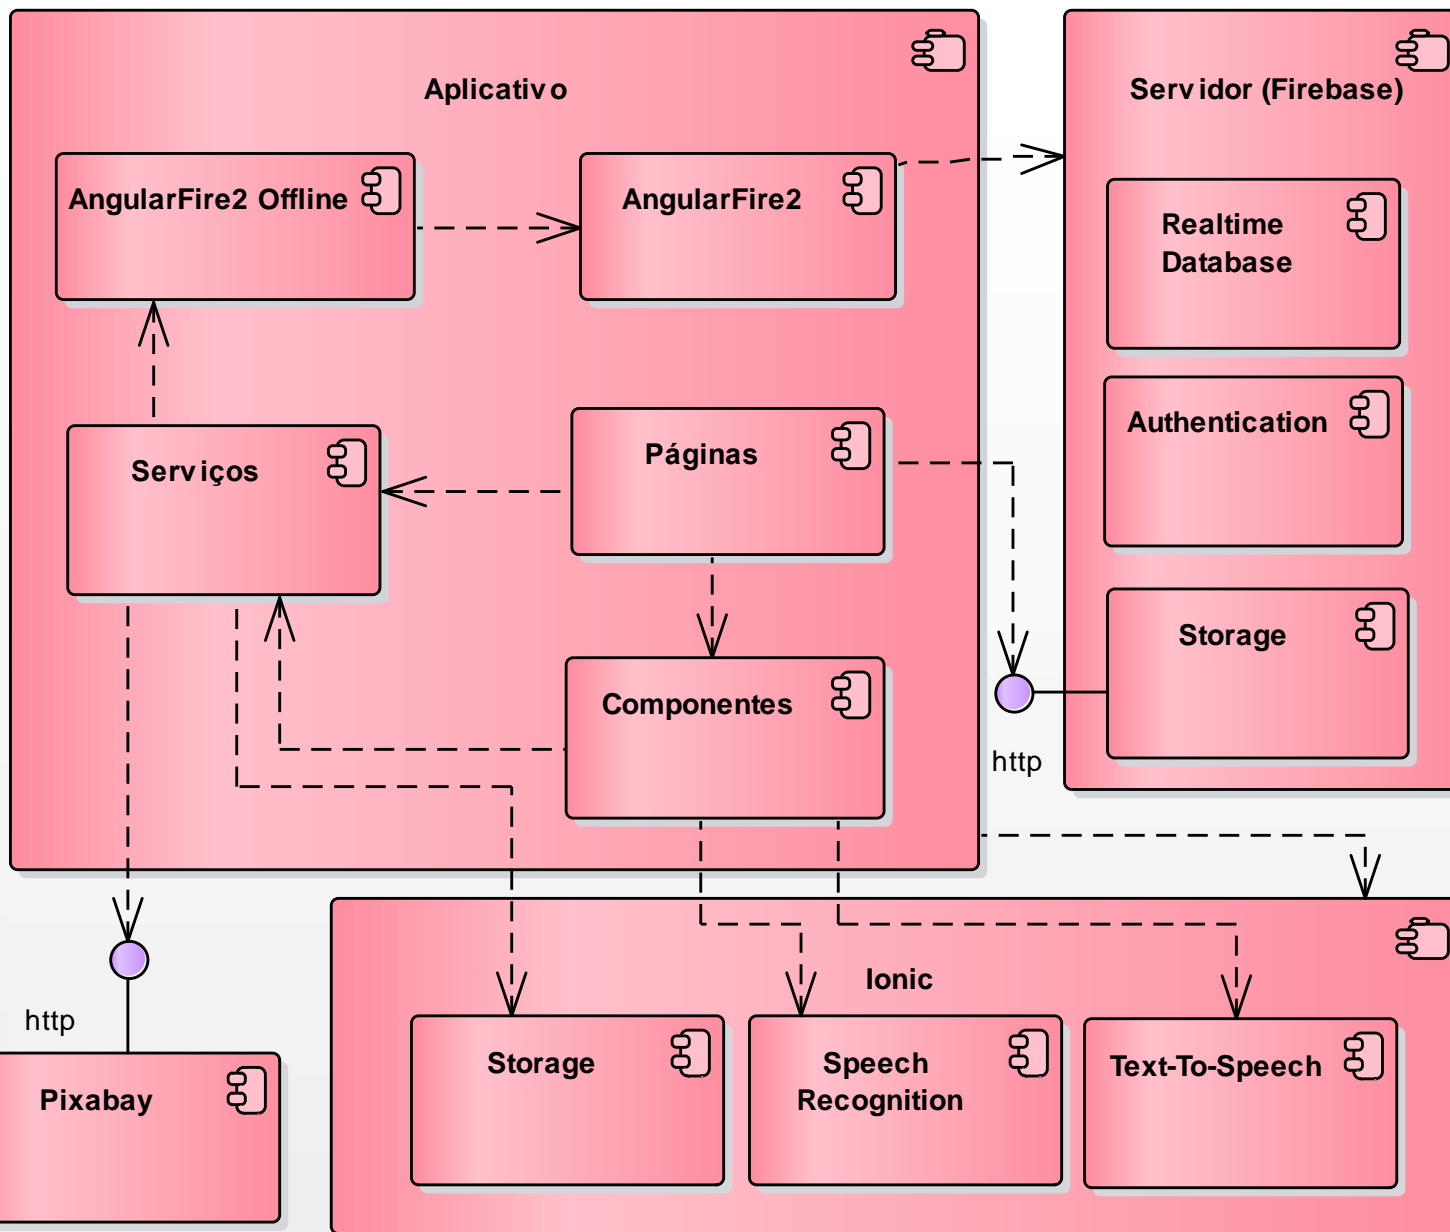 Aplicativo
Servidor (Firebase)
AngularFire2 Offline
AngularFire2
Realtime
Database
Authentication
Serviços
Páginas
Storage
Componentes
http
Ionic
http
Storage
Speech
Recognition
Text-To-Speech
Pixabay